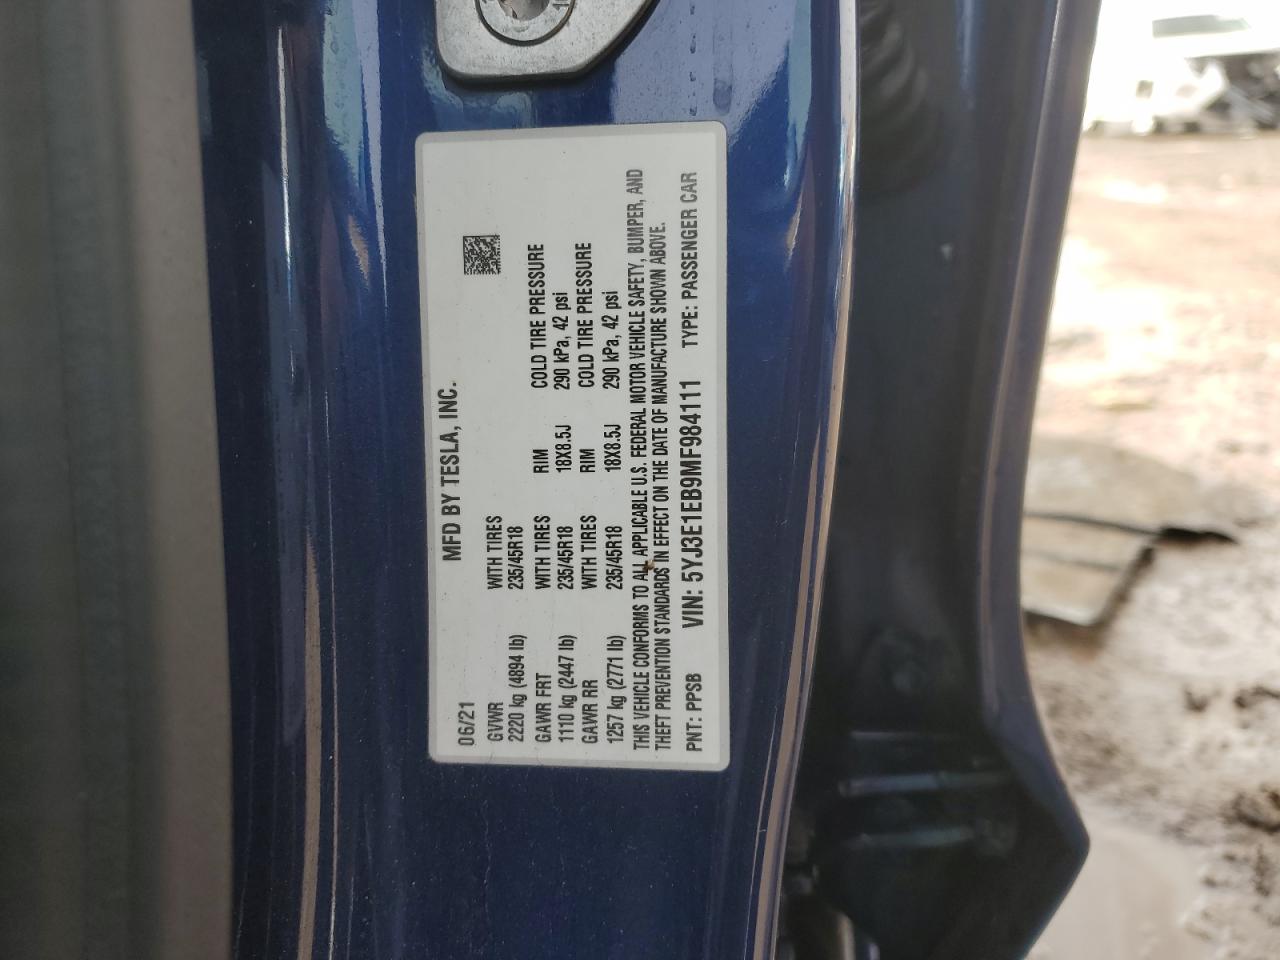 MFD BY TESLA, INC.
06/21
GVWR WITH TIRES
2220 kg (4894 lb) 235/45R18
GAWR FRT WITH TIRES RIM COLD TIRE PRESSURE
1110 kg (2447 lb) 235/45R18 18X8.5J 290 kPa, 42 psi
GAWR RR WITH TIRES RIM COLD TIRE PRESSURE
1257 kg (2771 lb) 235/45R18 18X8.5J 290 kPa, 42 psi
THIS VEHICLE CONFORMS TO ALL APPLICABLE U.S. FEDERAL MOTOR VEHICLE SAFETY, BUMPER, AND
THEFT PREVENTION STANDARDS IN EFFECT ON THE DATE OF MANUFACTURE SHOWN ABOVE.
PNT: PPSB VIN: 5YJ3E1EB9MF984111 TYPE: PASSENGER CAR